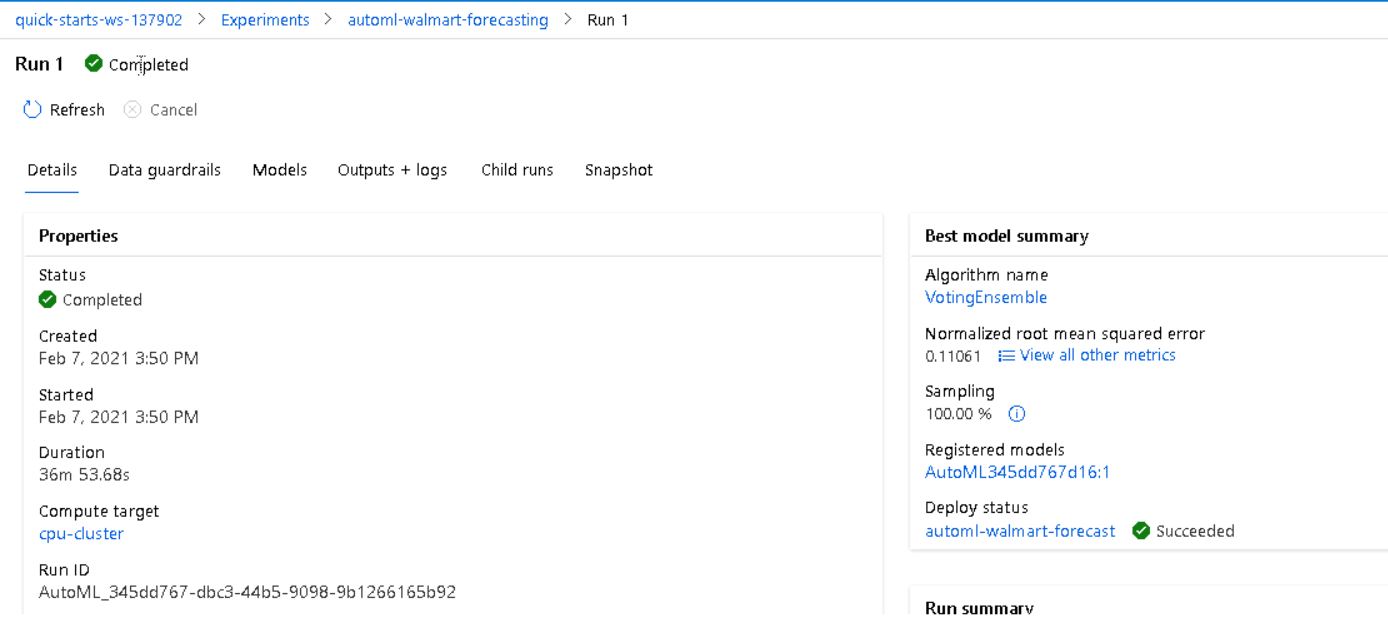 quick-starts-ws-137902 > Experiments > automl-walmart-forecasting > Run 1
Run 1 Completed
Refresh Cancel
Details Data guardrails Models Outputs + logs Child runs Snapshot
Properties
Status
Completed
Created
Feb 7, 2021 3:50 PM
Started
Feb 7, 2021 3:50 PM
Duration
36m 53.68s
Compute target
cpu-cluster
Run ID
AutoML_345dd767-dbc3-44b5-9098-9b1266165b92
Best model summary
Algorithm name
VotingEnsemble
Normalized root mean squared error
0.11061 View all other metrics
Sampling
100.00 %
Registered models
AutoML345dd767d16:1
Deploy status
automl-walmart-forecast Succeeded
Run summary